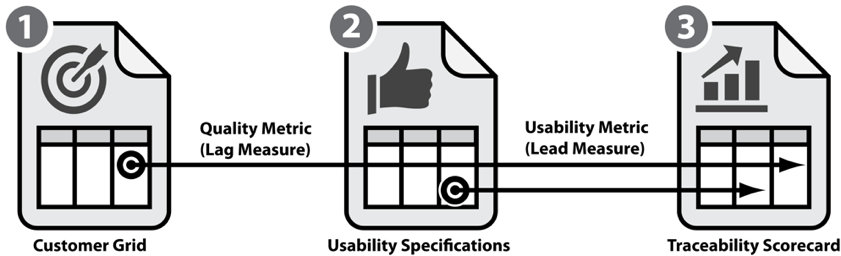 1
2
3
Quality Metric
(Lag Measure)
Usability Metric
(Lead Measure)
Customer Grid
Usability Specifications
Traceability Scorecard